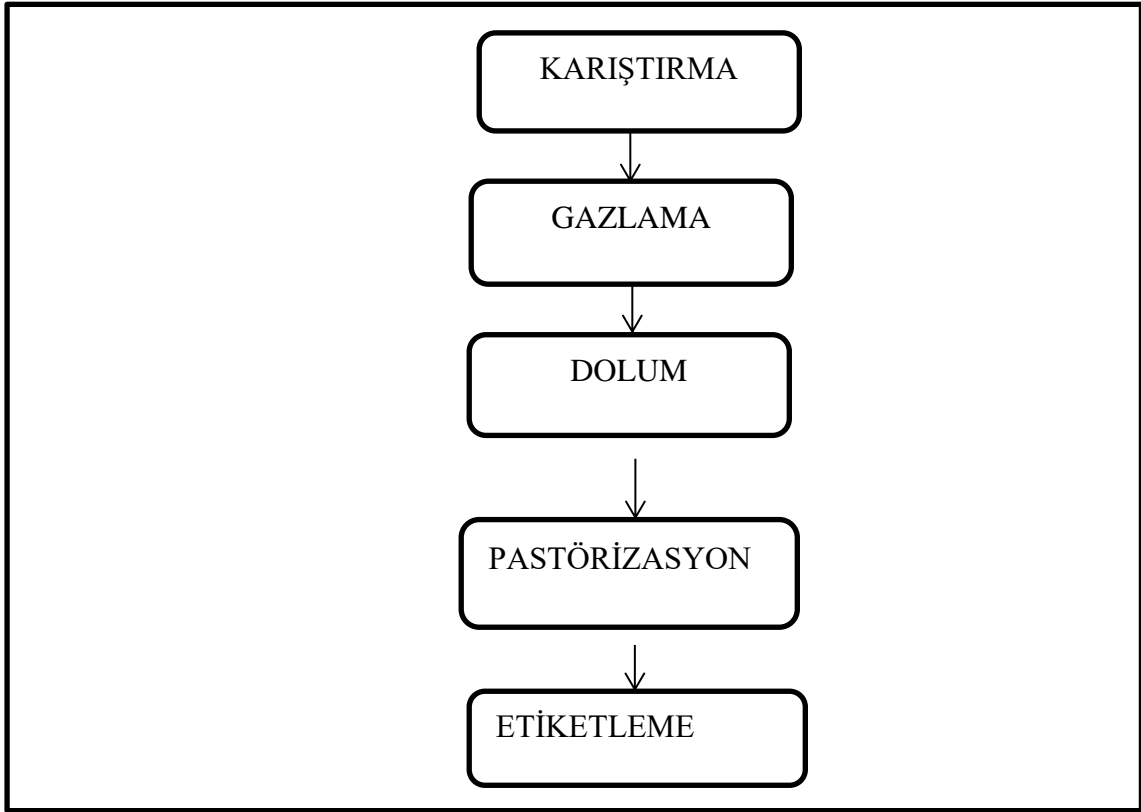 KARIŞTIRMA
GAZLAMA
DOLUM
PASTÖRİZASYON
ETİKETLEME